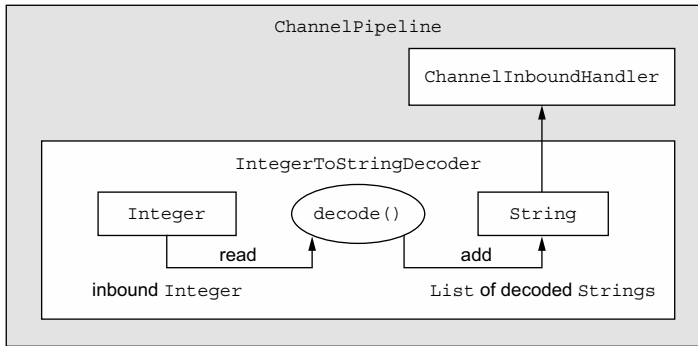 ChannelPipeline
ChannelInboundHandler
IntegerToStringDecoder
Integer
decode()
String
read
add
inbound Integer
List of decoded Strings